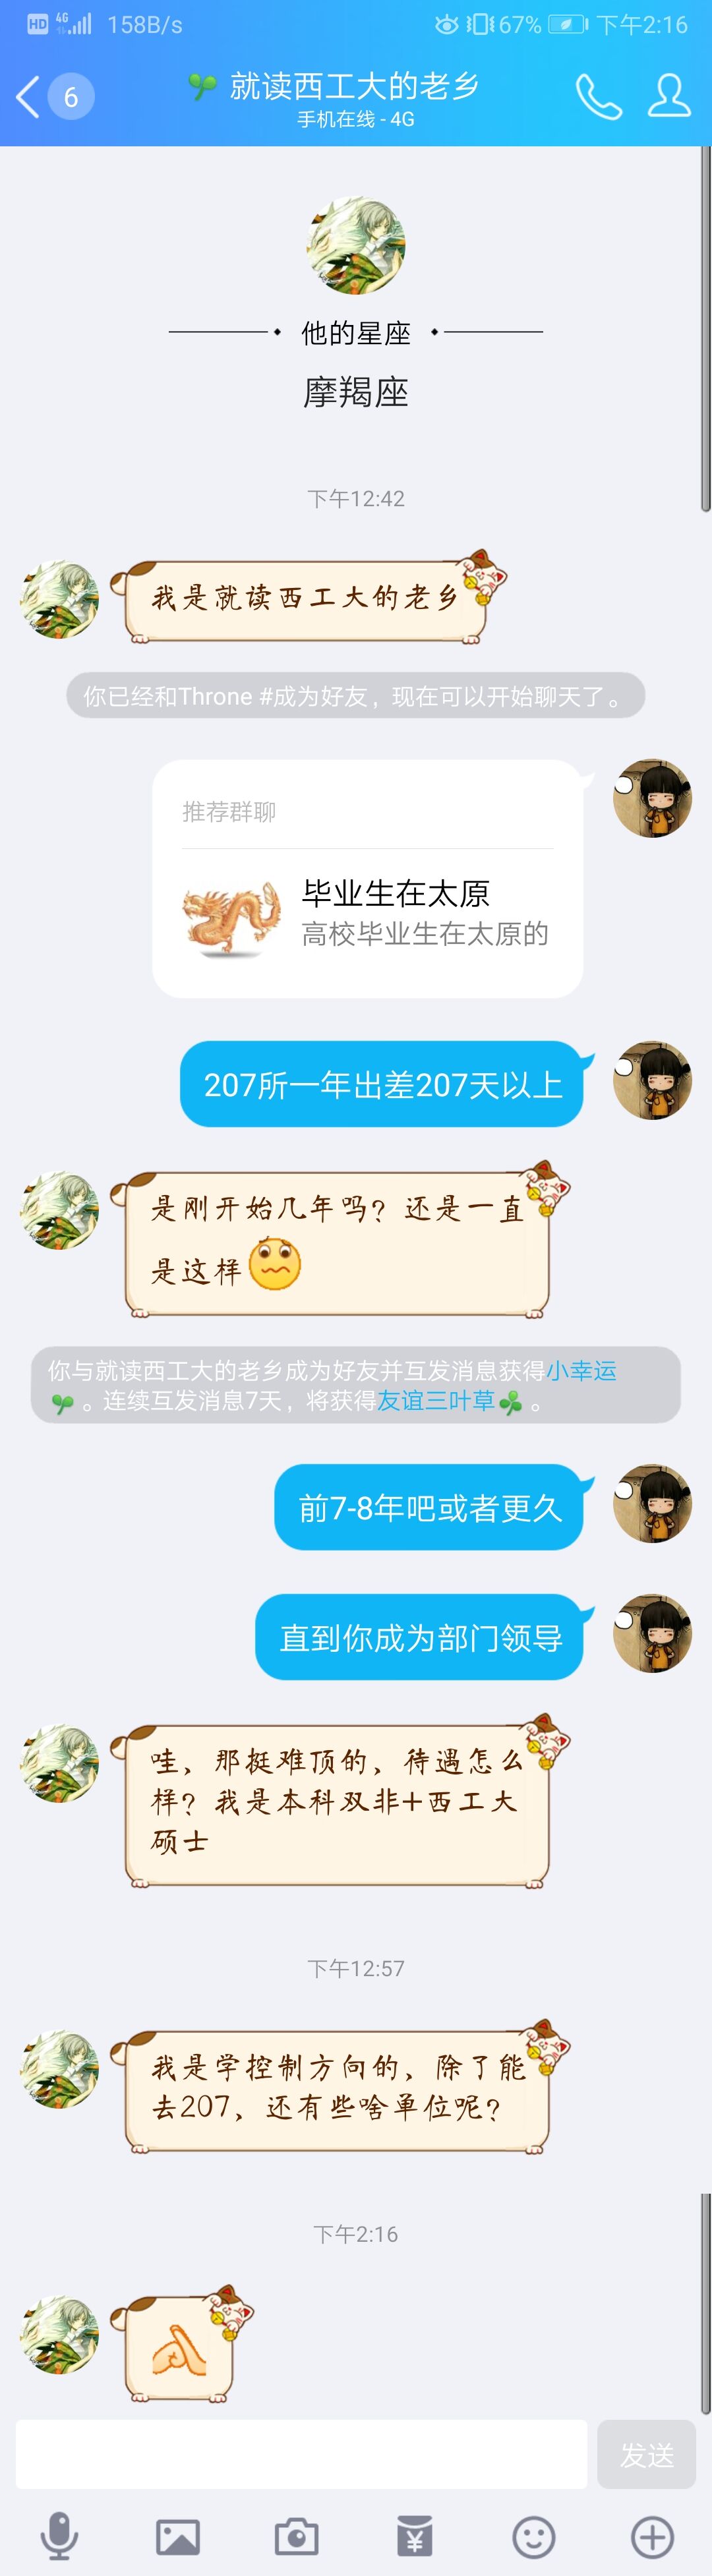 HD 4G 158B/s 67% 下午2:16
6 就读西工大的老乡
手机在线 - 4G
他的星座
摩羯座
下午12:42
我是就读西工大的老乡
你已经和Throne #成为好友，现在可以开始聊天了。
推荐群聊
毕业生在太原
高校毕业生在太原的
207所一年出差207天以上
是刚开始几年吗？还是一直
是这样
你与就读西工大的老乡成为好友并互发消息获得小幸运
。连续互发消息7天，将获得友谊三叶草 。
前7-8年吧或者更久
直到你成为部门领导
哇，那挺难顶的，待遇怎么
样？我是本科双非+西工大
硕士
下午12:57
我是学控制方向的，除了能
去207，还有些啥单位呢？
下午2:16
发送